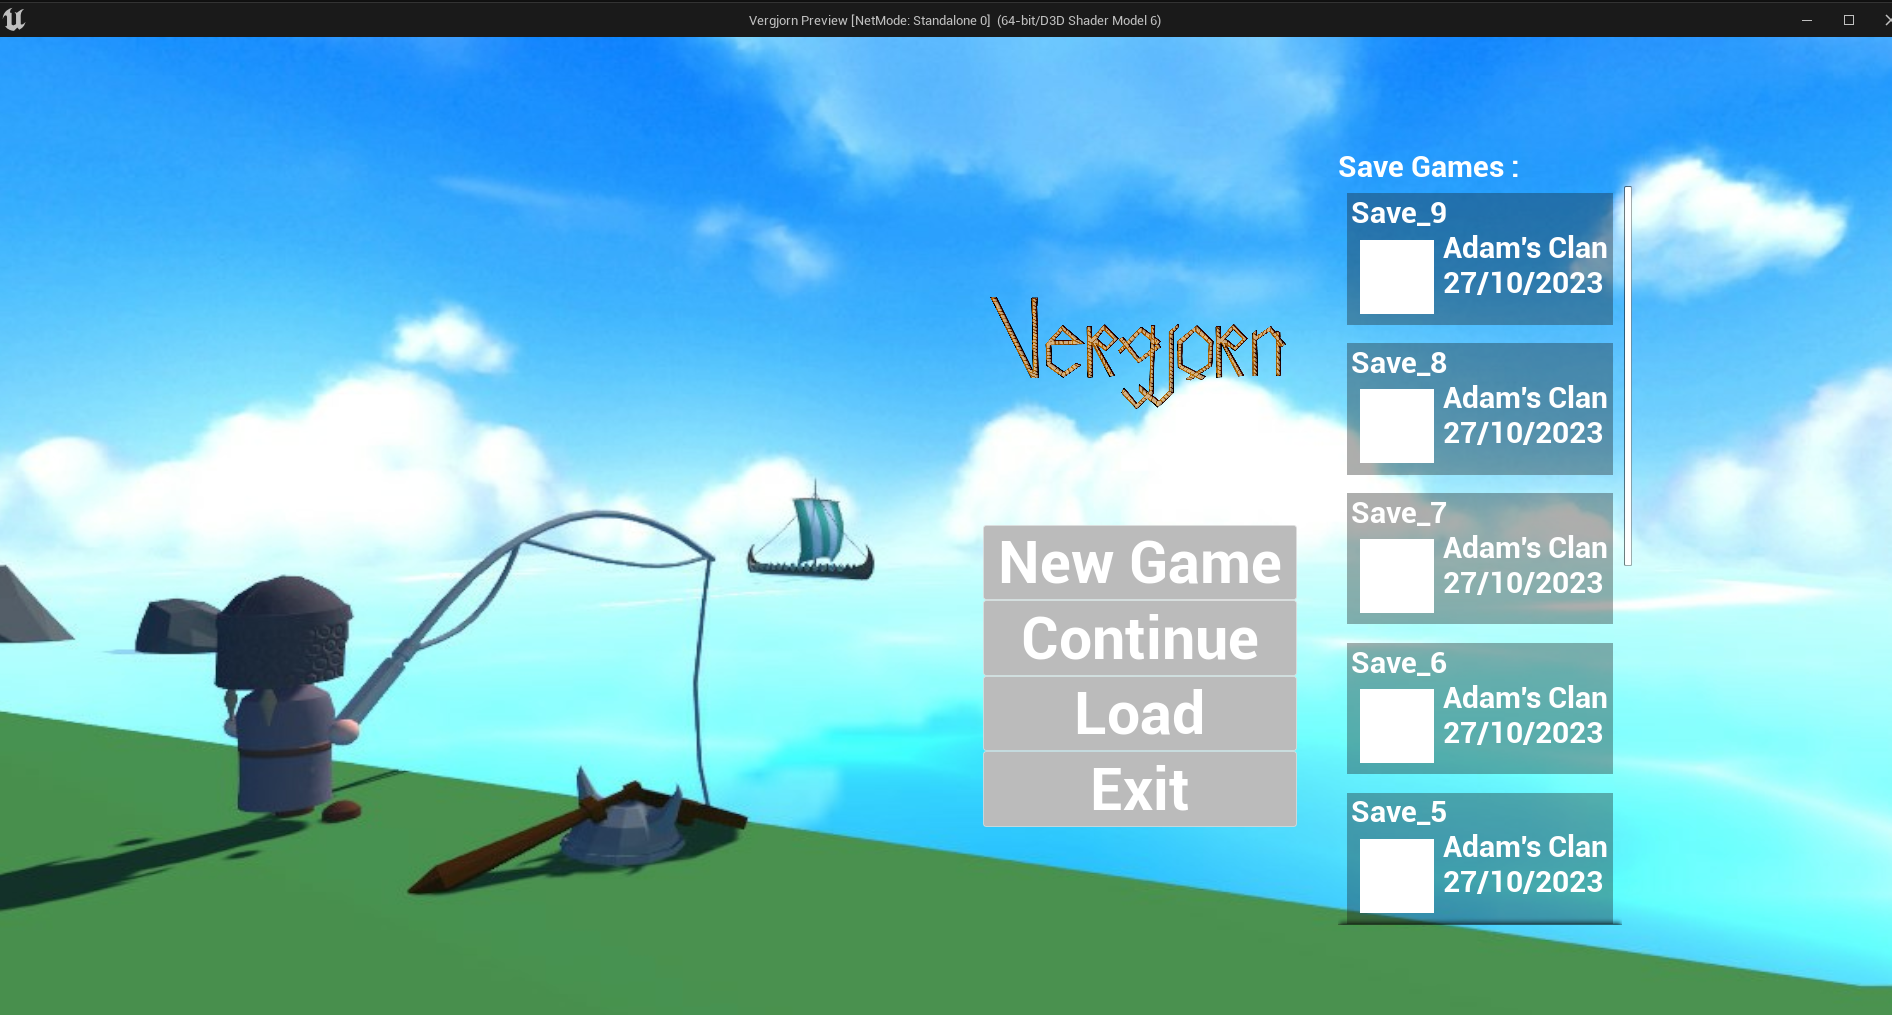 Vergjorn Preview [NetMode: Standalone 0] (64-bit/D3D Shader Model 6)
Vergjorn
New Game
Continue
Load
Exit
Save Games :
Save_9
Adam's Clan
27/10/2023
Save_8
Adam's Clan
27/10/2023
Save_7
Adam's Clan
27/10/2023
Save_6
Adam's Clan
27/10/2023
Save_5
Adam's Clan
27/10/2023